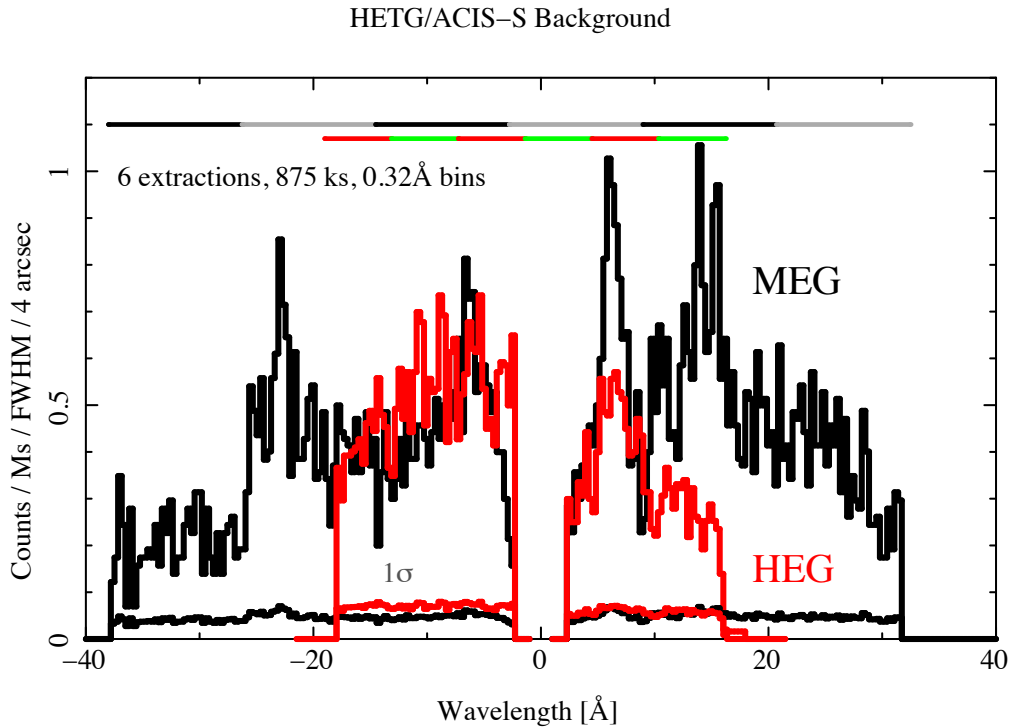 HETG/ACIS−S Background
6 extractions, 875 ks, 0.32Å bins
MEG
HEG
1σ
Counts / Ms / FWHM / 4 arcsec
0
0.5
1
−40
−20
0
20
40
Wavelength [Å]